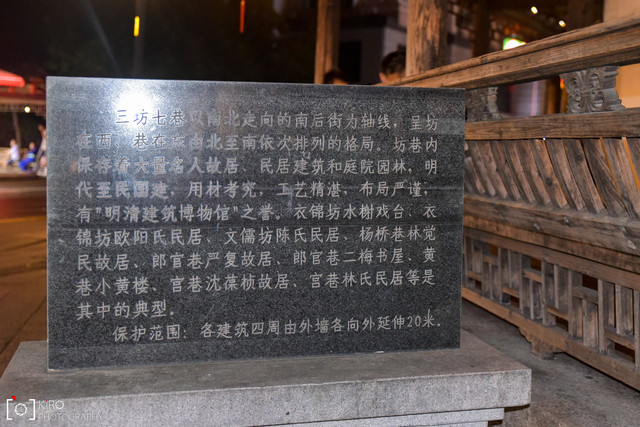 三坊七巷以南北走向的南后街为轴线，呈坊
在西、巷在东由北至南依次排列的格局。坊巷内
保存着大量名人故居、民居建筑和庭院园林，明
代至民国建，用材考究，工艺精湛，布局严谨，
有"明清建筑博物馆"之誉。衣锦坊水榭戏台、衣
锦坊欧阳氏民居、文儒坊陈氏民居、杨桥巷林觉
民故居、郎官巷严复故居、郎官巷二梅书屋、黄
巷小黄楼、宫巷沈葆桢故居、宫巷林氏民居等是
其中的典型。
保护范围：各建筑四周由外墙各向外延伸20米.
KIRO
PHOTOGRAPHY